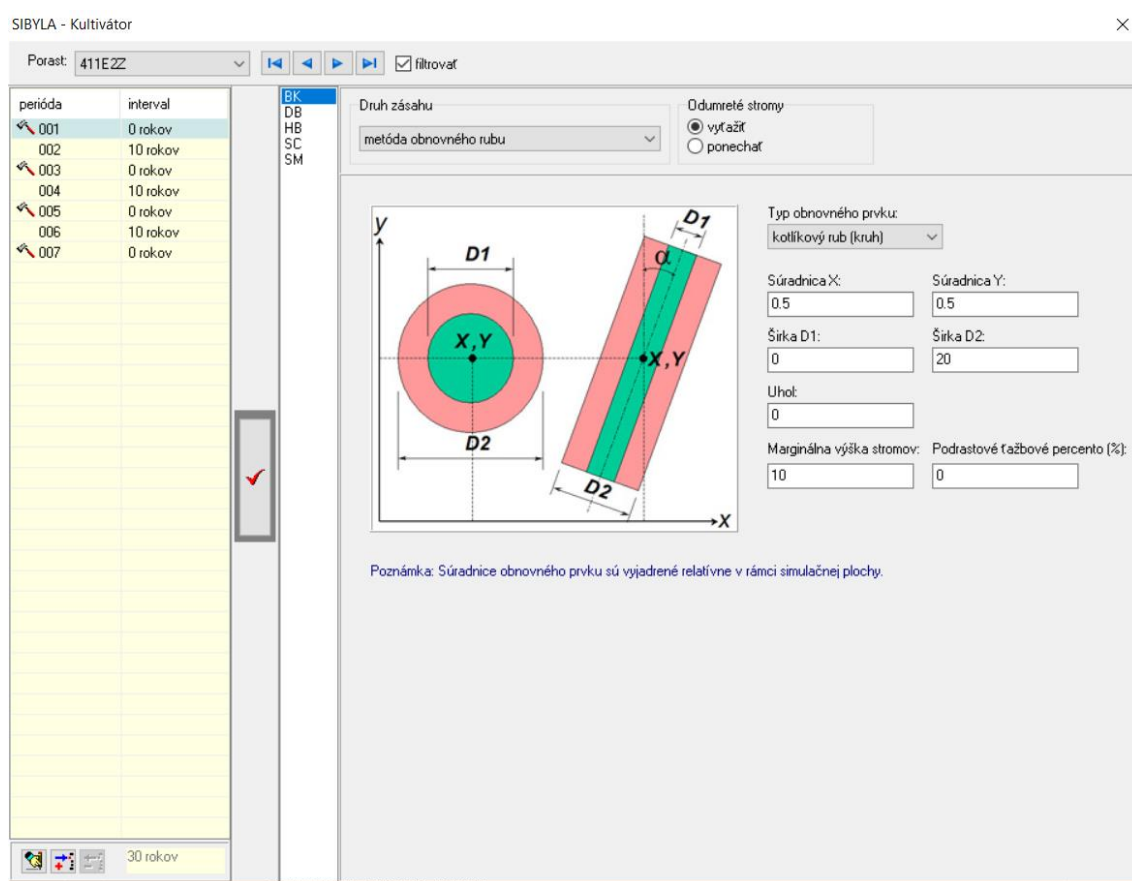 SIBYLA - Kultivátor
Porast: 411E2Z
filtrovať
perióda interval
001 0 rokov
002 10 rokov
003 0 rokov
004 10 rokov
005 0 rokov
006 10 rokov
007 0 rokov
30 rokov
BK
DB
HB
SC
SM
Druh zásahu
metóda obnovného rubu
Odumreté stromy
vyťažiť
ponechať
y
D1
X,Y
D2
D1
α
X,Y
D2
x
Typ obnovného prvku:
kotlíkový rub (kruh)
Súradnica X: Súradnica Y:
0.5 0.5
Šírka D1: Šírka D2:
0 20
Uhol:
0
Marginálna výška stromov: Podrastové ťažbové percento (%):
10 0
Poznámka: Súradnice obnovného prvku sú vyjadrené relatívne v rámci simulačnej plochy.